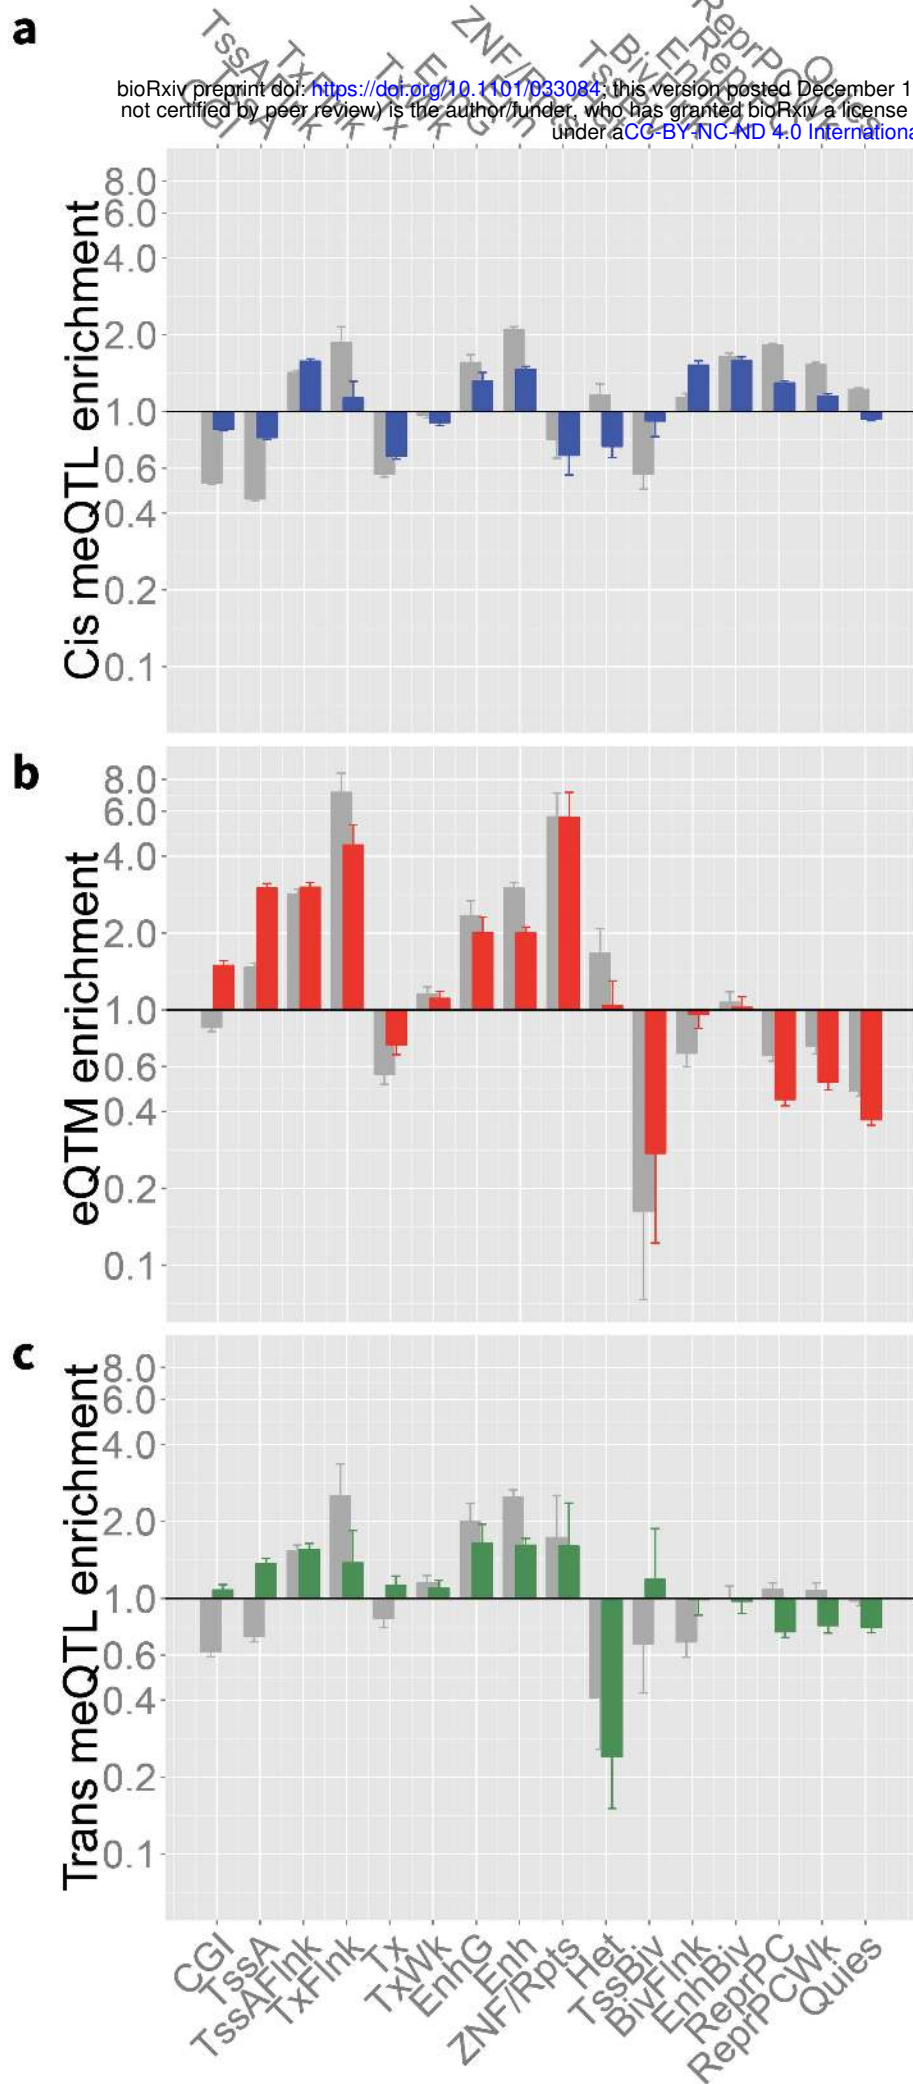 a
TssAFlnk
TxFlnk
ZNF/Rpts
ReprPCWk
Quies
bioRxiv preprint doi: https://doi.org/10.1101/033084; this version posted December 1
not certified by peer review) is the author/funder, who has granted bioRxiv a license
under aCC-BY-NC-ND 4.0 Internationa
8.0
6.0
4.0
2.0
1.0
0.6
0.4
0.2
0.1
Cis meQTL enrichment
b
8.0
6.0
4.0
2.0
1.0
0.6
0.4
0.2
0.1
eQTM enrichment
c
8.0
6.0
4.0
2.0
1.0
0.6
0.4
0.2
0.1
Trans meQTL enrichment
CGI
TssA
TssAFlnk
TxFlnk
Tx
TxWk
EnhG
Enh
ZNF/Rpts
Het
TssBiv
BivFlnk
EnhBiv
ReprPC
ReprPCWk
Quies